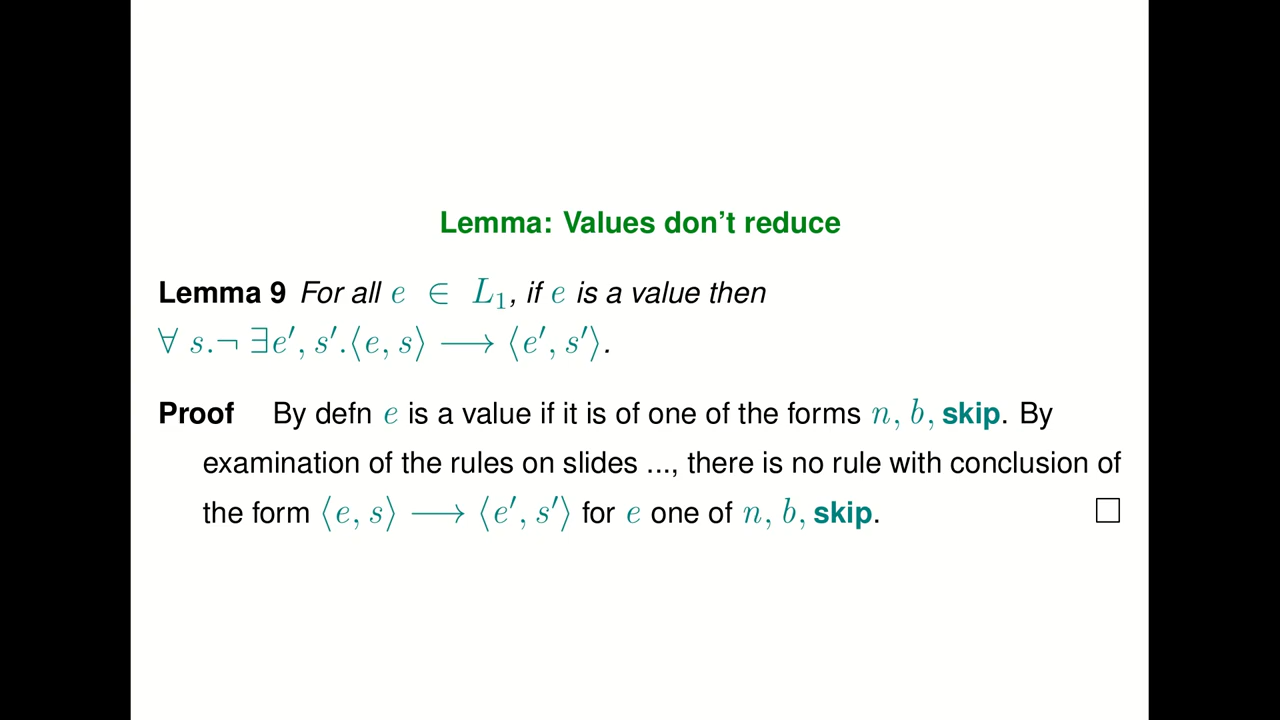 Lemma: Values don't reduce
Lemma 9 For all e ∈ L₁, if e is a value then
∀ s.¬ ∃e′, s′.⟨e, s⟩ ⟶ ⟨e′, s′⟩.
Proof By defn e is a value if it is of one of the forms n, b, skip. By
examination of the rules on slides ..., there is no rule with conclusion of
the form ⟨e, s⟩ ⟶ ⟨e′, s′⟩ for e one of n, b, skip. □